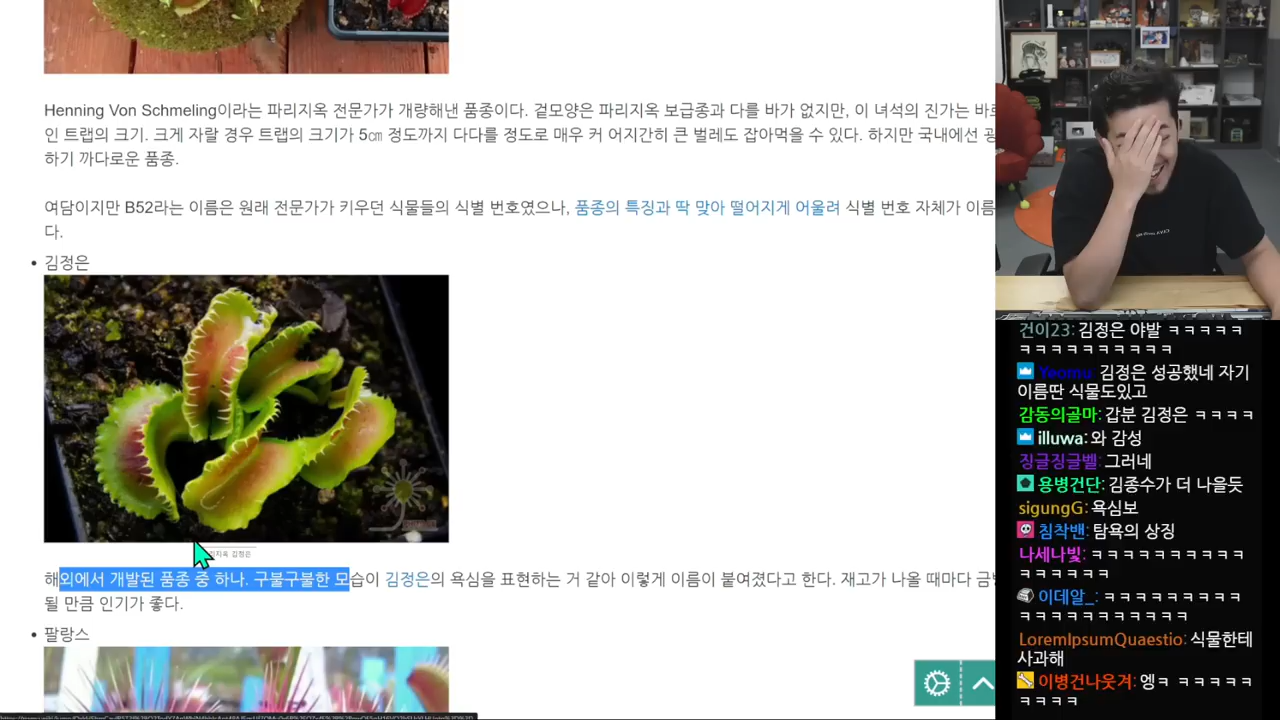 Henning Von Schmeling이라는 파리지옥 전문가가 개량해낸 품종이다. 겉모양은 파리지옥 보급종과 다를 바가 없지만, 이 녀석의 진가는 바로
인 트랩의 크기. 크게 자랄 경우 트랩의 크기가 5㎝ 정도까지 다다를 정도로 매우 커 어지간히 큰 벌레도 잡아먹을 수 있다. 하지만 국내에선
하기 까다로운 품종.
여담이지만 B52라는 이름은 원래 전문가가 키우던 식물들의 식별 번호였으나, 품종의 특징과 딱 맞아 떨어지게 어울려 식별 번호 자체가 이름
다.
• 김정은
김정은
해외에서 개발된 품종 중 하나. 구불구불한 모습이 김정은의 욕심을 표현하는 거 같아 이렇게 이름이 붙여졌다고 한다. 재고가 나올 때마다 금방
될 만큼 인기가 좋다.
• 팔랑스
건이23: 김정은 야발 ㅋㅋㅋㅋㅋ
ㅋㅋㅋㅋㅋㅋㅋㅋㅋㅋ
Yeomu: 김정은 성공했네 자기
이름딴 식물도있고
감동의골마: 갑분 김정은 ㅋㅋㅋㅋ
illuwa: 와 감성
징글징글벨: 그러네
용병건단: 김종수가 더 나을듯
sigungG: 욕심보
침착밴: 탐욕의 상징
나세나빛: ㅋㅋㅋㅋㅋㅋㅋㅋㅋㅋ
ㅋㅋㅋㅋㅋㅋ
이데알_: ㅋㅋㅋㅋㅋㅋㅋㅋㅋ
ㅋㅋㅋㅋㅋㅋㅋㅋㅋㅋㅋ
LoremIpsumQuaestio: 식물한테
사과해
이병건나웃겨: 엥ㅋ ㅋㅋㅋㅋㅋ
ㅋㅋㅋㅋ